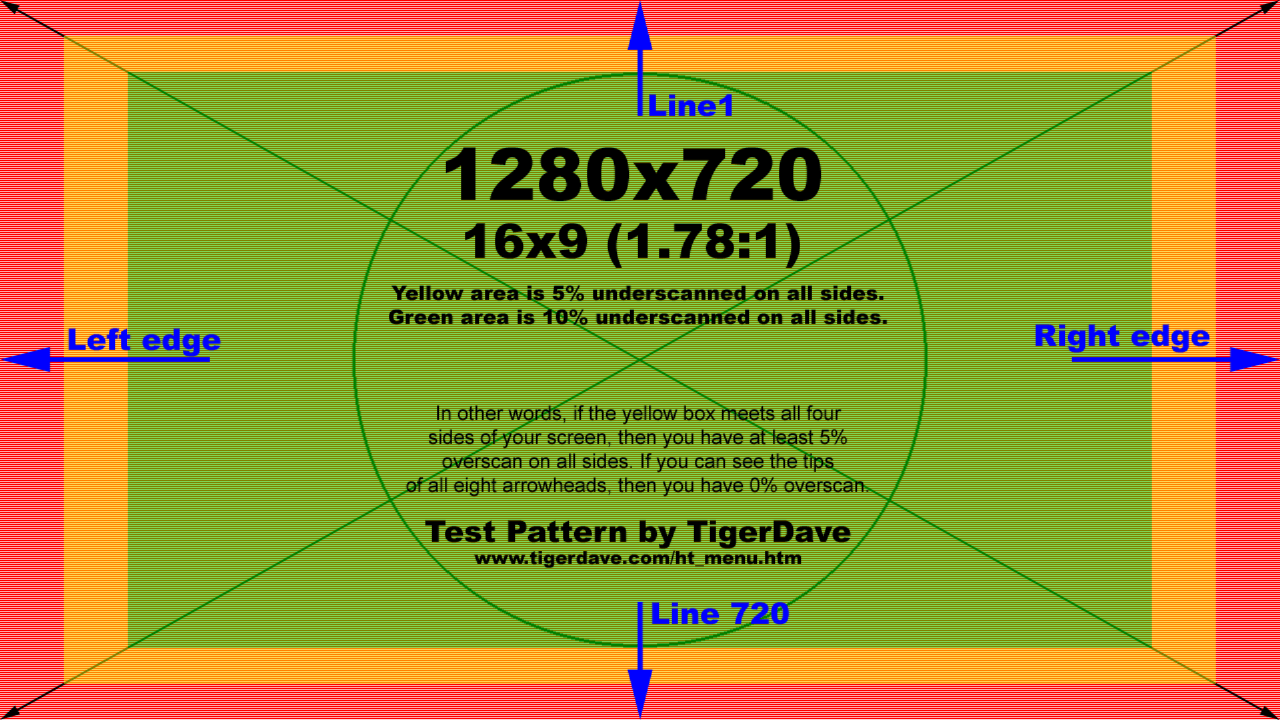 Line1
1280x720
16x9 (1.78:1)
Yellow area is 5% underscanned on all sides.
Green area is 10% underscanned on all sides.
Left edge
Right edge
In other words, if the yellow box meets all four
sides of your screen, then you have at least 5%
overscan on all sides. If you can see the tips
of all eight arrowheads, then you have 0% overscan.
Test Pattern by TigerDave
www.tigerdave.com/ht_menu.htm
Line 720